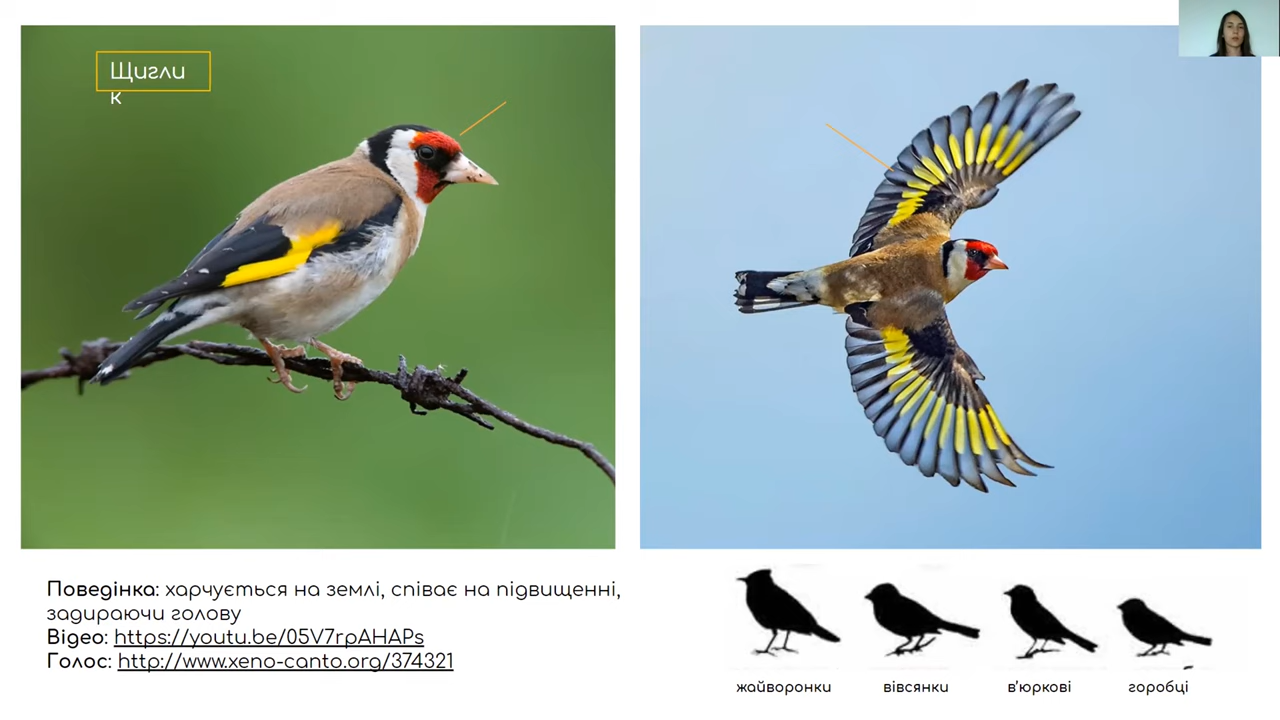 Щигли
к
Поведінка: харчується на землі, співає на підвищенні,
задираючи голову
Відео: https://youtu.be/05V7rpAHAPs
Голос: http://www.xeno-canto.org/374321
жайворонки
вівсянки
в'юркові
горобці